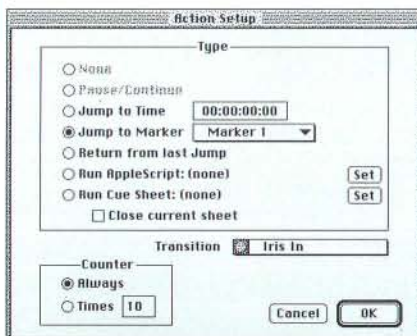 Action Setup
Type
None
Pause/Continue
Jump to Time 00:00:00:00
Jump to Marker Marker 1
Return from last Jump
Run AppleScript: (none) Set
Run Cue Sheet: (none) Set
Close current sheet
Transition Iris In
Counter
Always
Times 10
Cancel OK